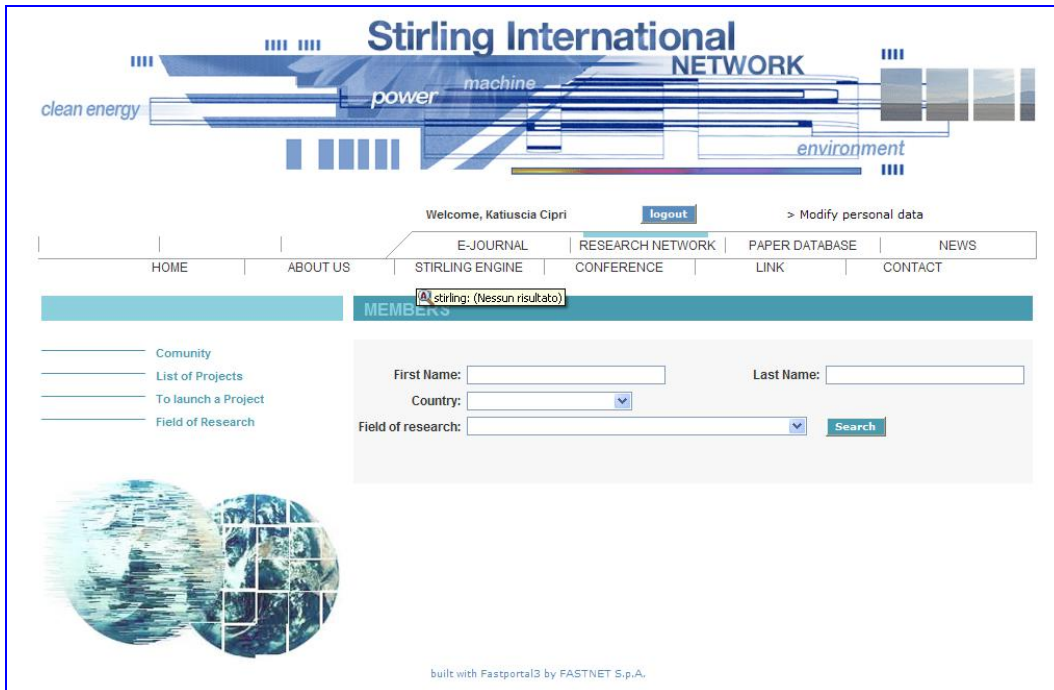 Stirling International
NETWORK
machine
power
clean energy
environment
Welcome, Katiuscia Cipri logout > Modify personal data
E-JOURNAL RESEARCH NETWORK PAPER DATABASE NEWS
HOME ABOUT US STIRLING ENGINE CONFERENCE LINK CONTACT
stirling: (Nessun risultato)
MEMBERS
Comunity
List of Projects
To launch a Project
Field of Research
First Name: Last Name:
Country:
Field of research: Search
built with Fastportal3 by FASTNET S.p.A.